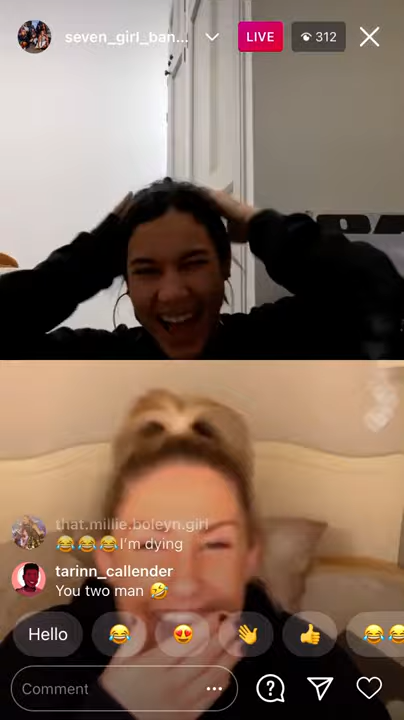 seven_girl_ban...
LIVE
312
that.millie.boleyn.girl
😂😂😂I'm dying
tarinn_callender
You two man 🤣
Hello
Comment